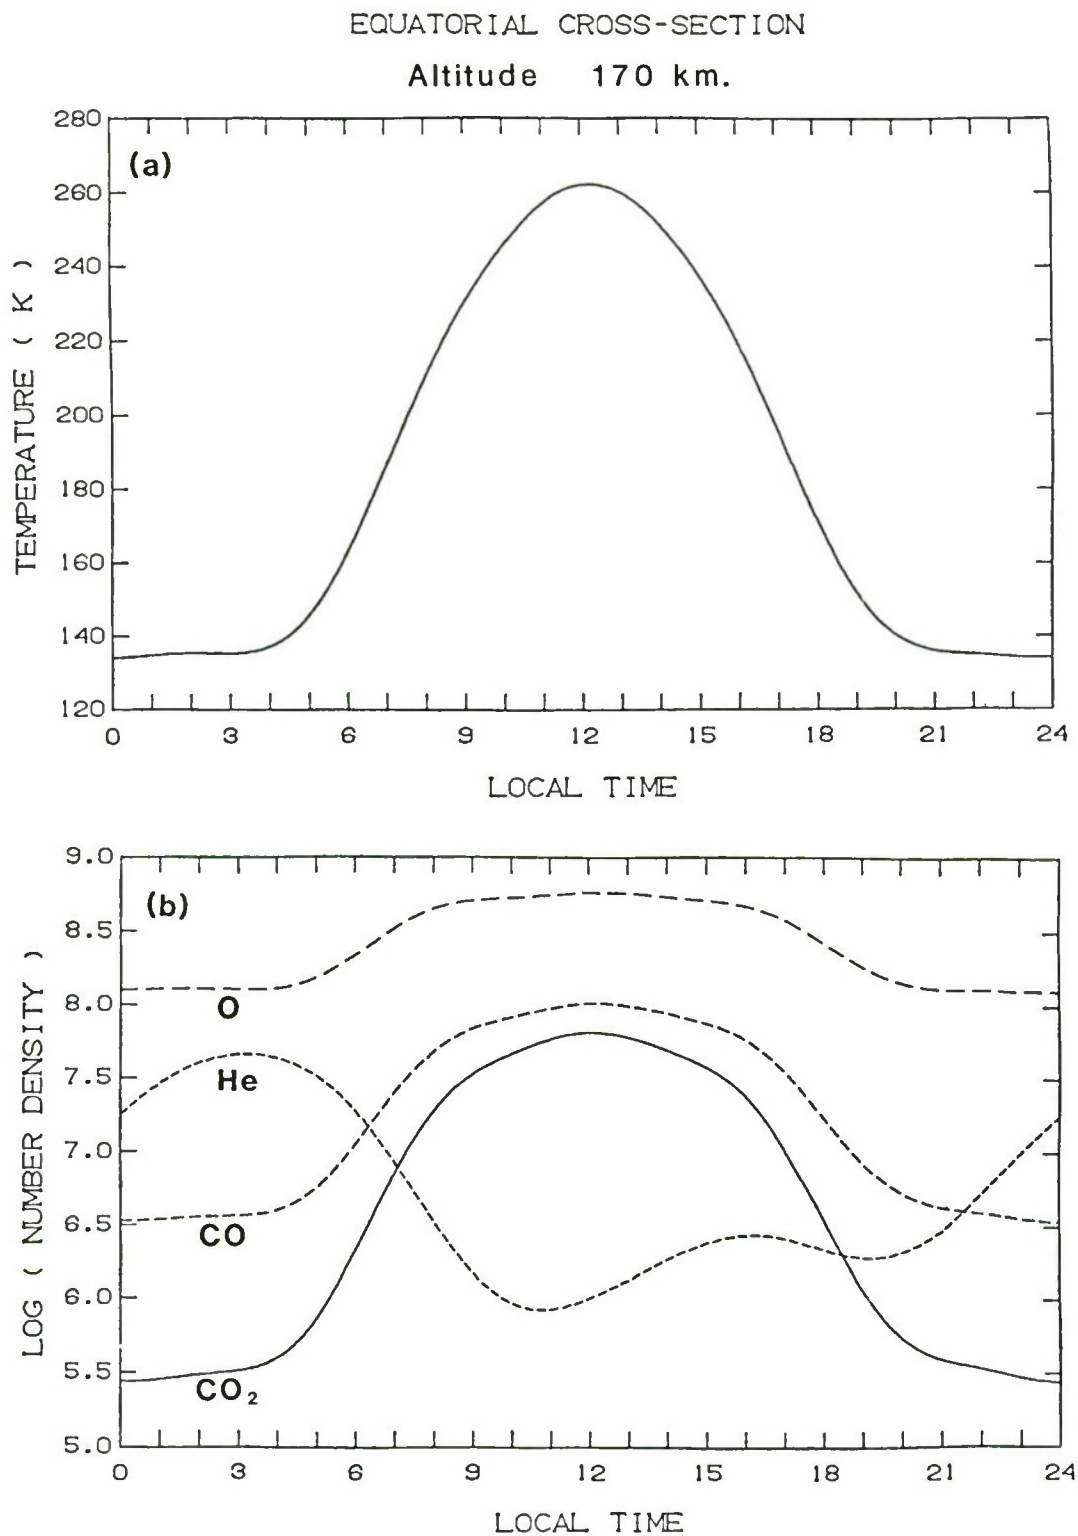 EQUATORIAL CROSS-SECTION
Altitude 170 km.
(a)
TEMPERATURE ( K )
280
260
240
220
200
180
160
140
120
0 3 6 9 12 15 18 21 24
LOCAL TIME
(b)
LOG ( NUMBER DENSITY )
9.0
8.5
8.0
7.5
7.0
6.5
6.0
5.5
5.0
O
He
CO
CO₂
0 3 6 9 12 15 18 21 24
LOCAL TIME